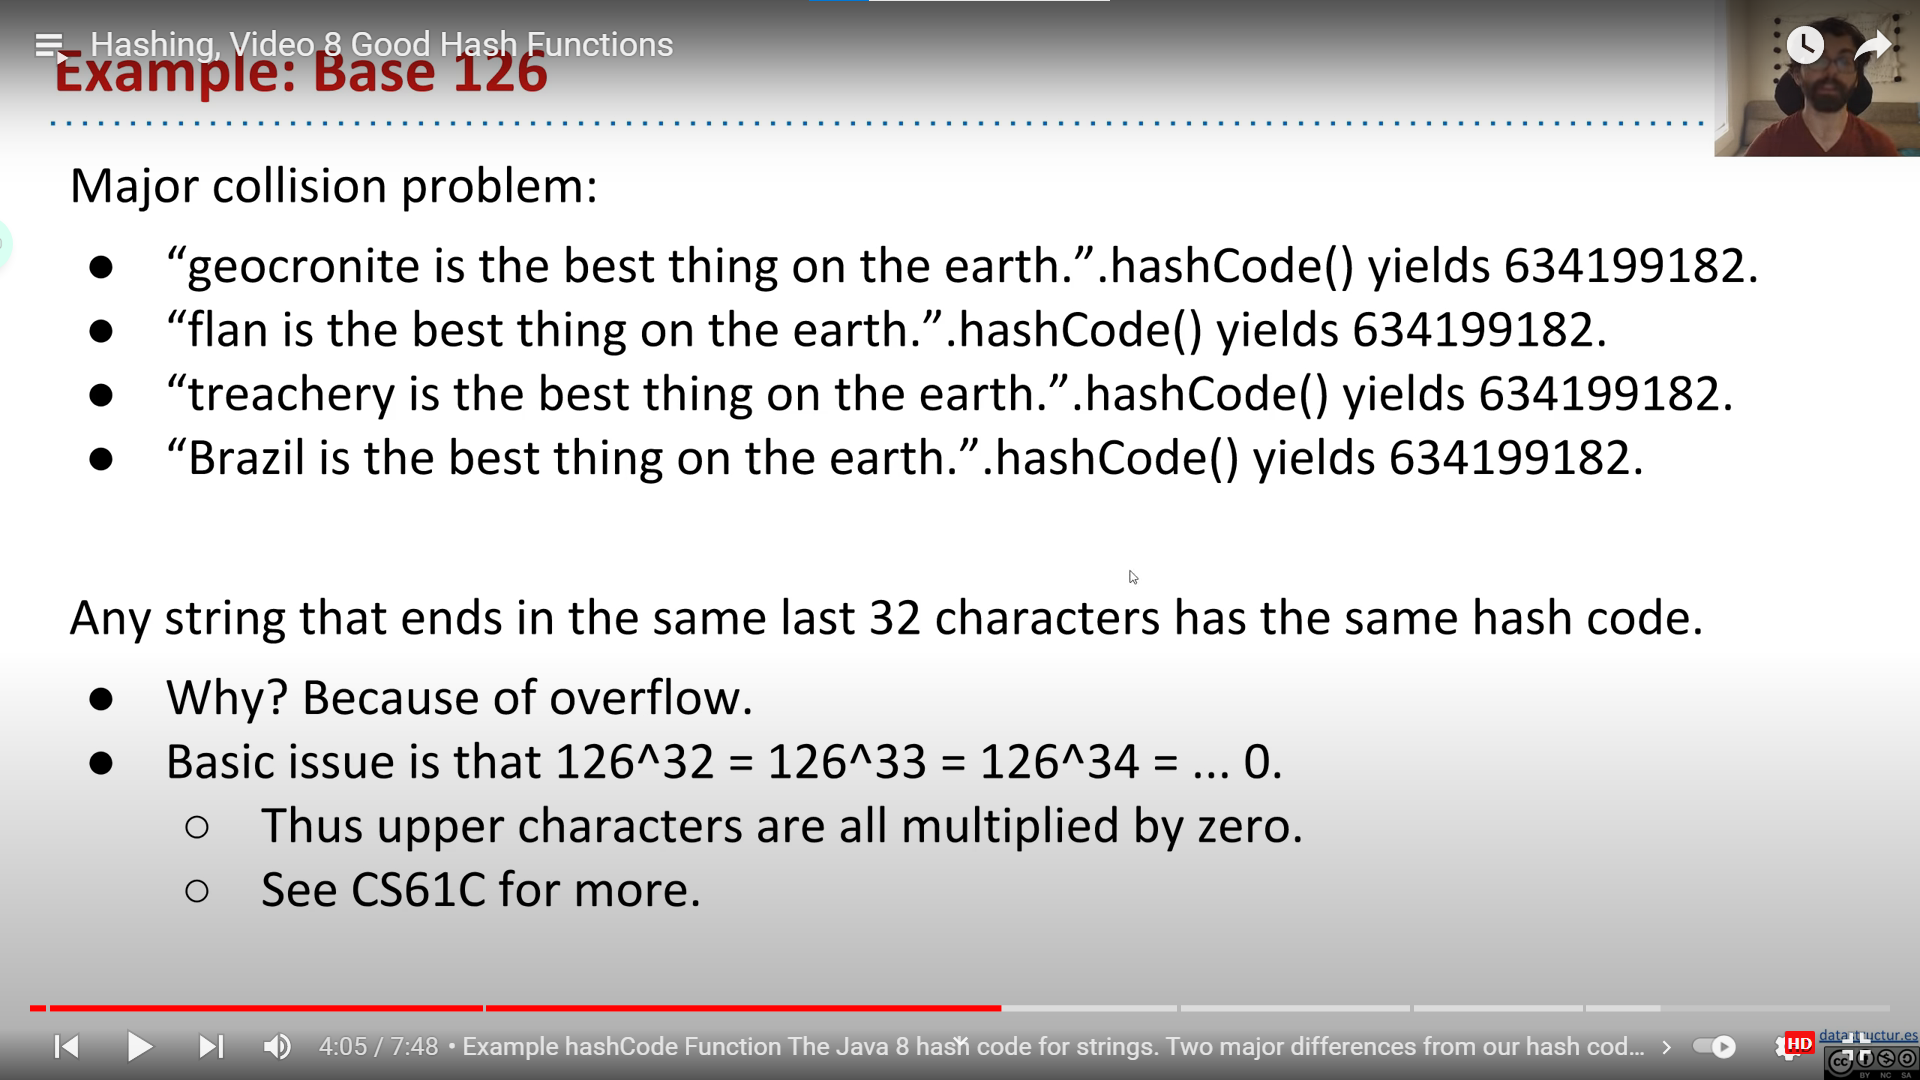 Hashing, Video 8 Good Hash Functions
Example: Base 126
Major collision problem:
● “geocronite is the best thing on the earth.”.hashCode() yields 634199182.
● “flan is the best thing on the earth.”.hashCode() yields 634199182.
● “treachery is the best thing on the earth.”.hashCode() yields 634199182.
● “Brazil is the best thing on the earth.”.hashCode() yields 634199182.
Any string that ends in the same last 32 characters has the same hash code.
● Why? Because of overflow.
● Basic issue is that 126^32 = 126^33 = 126^34 = ... 0.
○ Thus upper characters are all multiplied by zero.
○ See CS61C for more.
4:05 / 7:48 • Example hashCode Function The Java 8 hash code for strings. Two major differences from our hash cod...
HD
datastructur.es
cc
BY NC SA